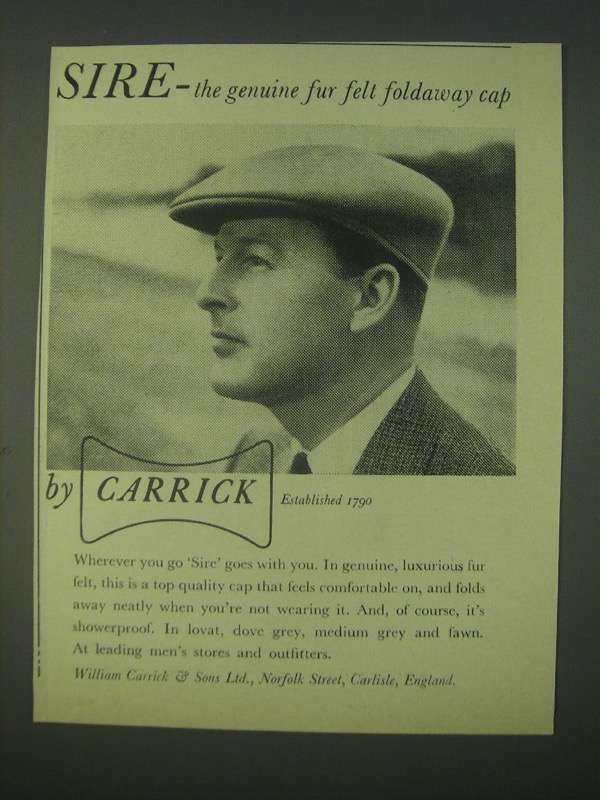 SIRE-the genuine fur felt foldaway cap
by CARRICK Established 1790
Wherever you go 'Sire' goes with you. In genuine, luxurious fur
felt, this is a top quality cap that feels comfortable on, and folds
away neatly when you're not wearing it. And, of course, it's
showerproof. In lovat, dove grey, medium grey and fawn.
At leading men's stores and outfitters.
William Carrick & Sons Ltd., Norfolk Street, Carlisle, England.